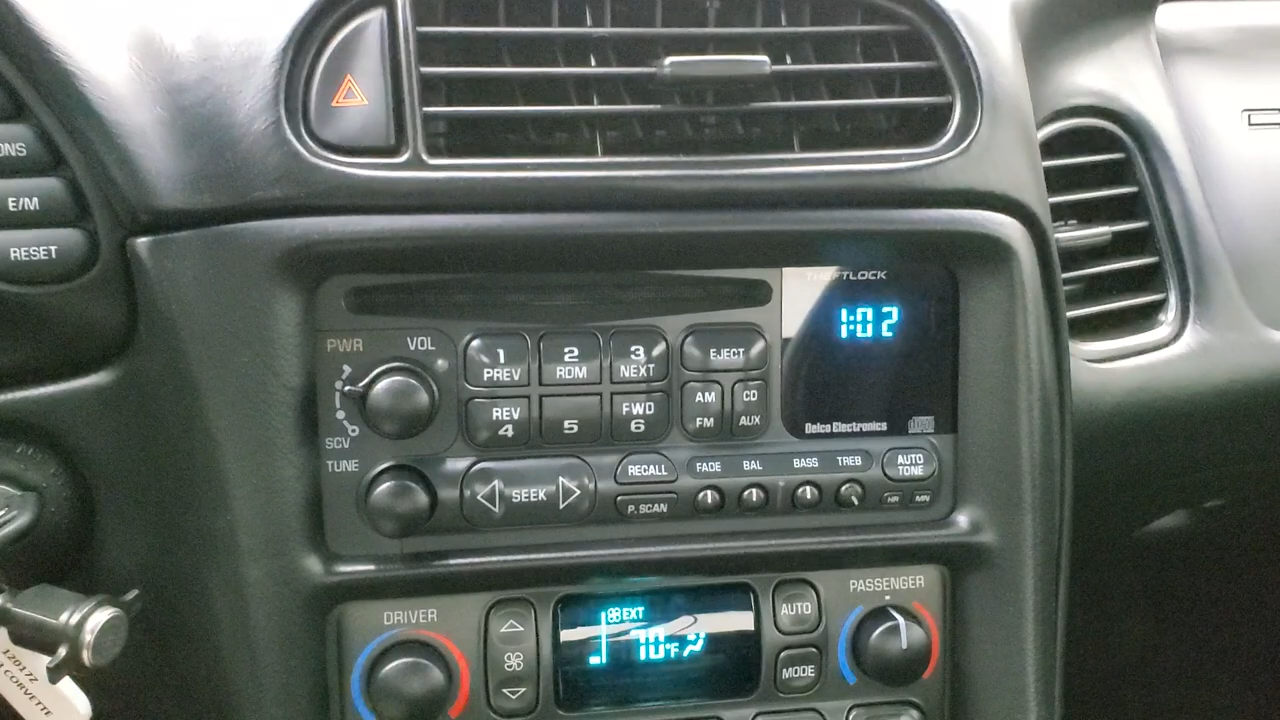 ONS
E/M
RESET
THEFTLOCK
1:02
PWR
VOL
1
PREV
2
RDM
3
NEXT
EJECT
REV
4
5
FWD
6
AM
FM
CD
AUX
Delco Electronics
SCV
TUNE
SEEK
RECALL
P.SCAN
FADE
BAL
BASS
TREB
AUTO
TONE
HR
MN
DRIVER
EXT
70°F
AUTO
MODE
PASSENGER
12017Z
CORVETTE